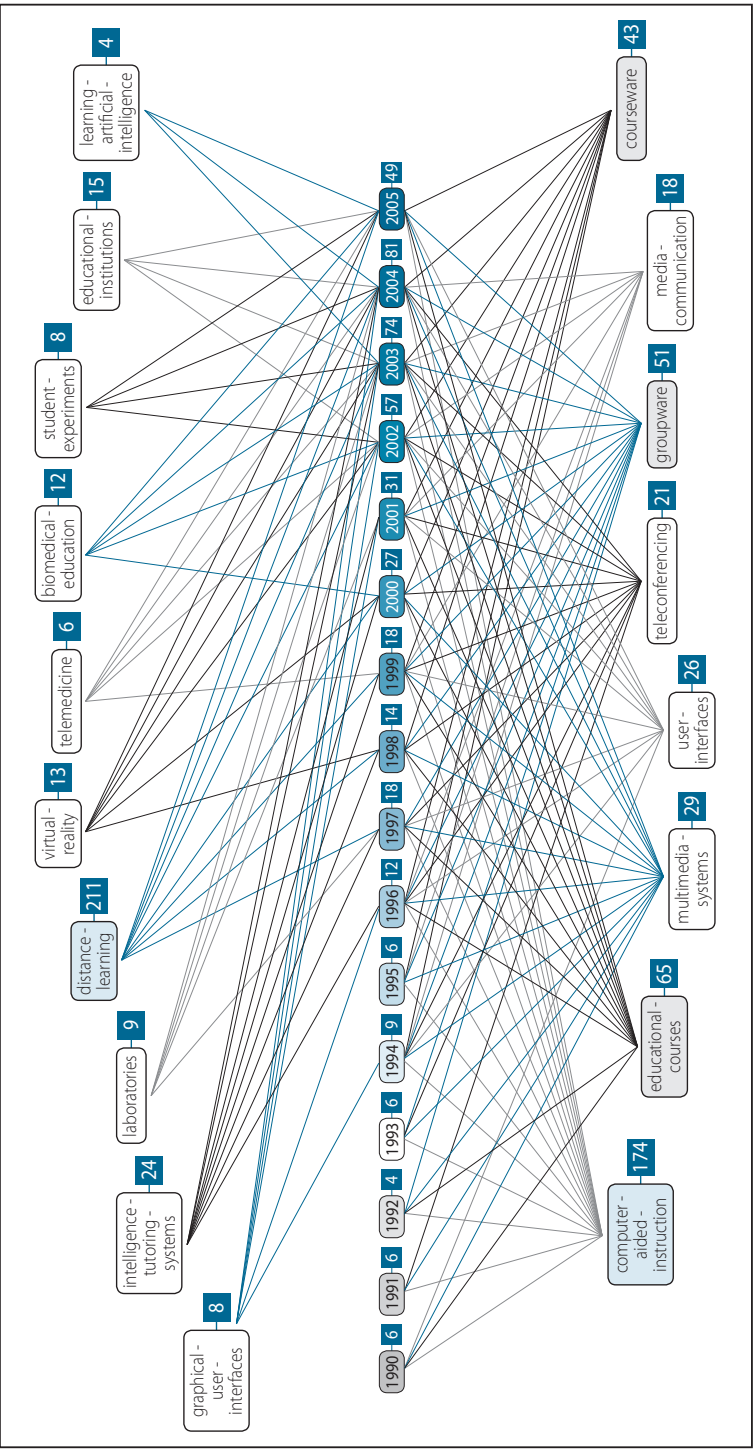 graphical -
user -
interfaces
8
intelligence -
tutoring -
systems
24
laboratories
9
distance -
learning
211
virtual -
reality
13
telemedicine
6
biomedical -
education
12
student -
experiments
8
educational -
institutions
15
learning -
artificial -
intelligence
4
1990
6
1991
6
1992
4
1993
6
1994
9
1995
6
1996
12
1997
18
1998
14
1999
18
2000
27
2001
31
2002
57
2003
74
2004
81
2005
49
computer -
aided -
instruction
174
educational -
courses
65
multimedia -
systems
29
user -
interfaces
26
teleconferencing
21
groupware
51
media -
communication
18
courseware
43